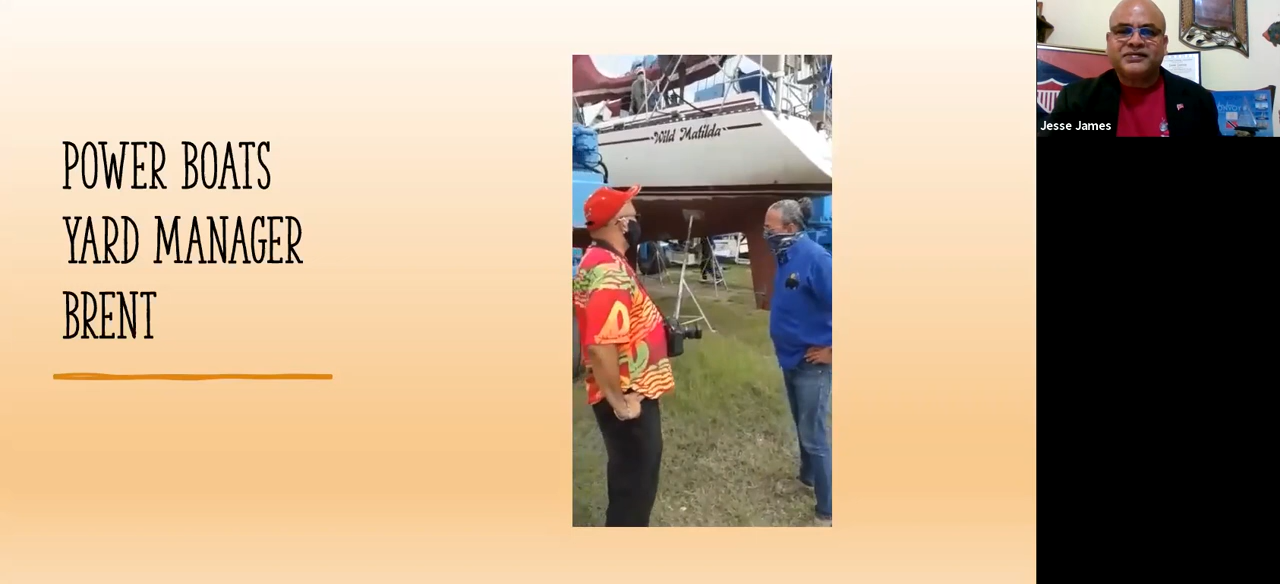 POWER BOATS
YARD MANAGER
BRENT
Wild Matilda
Jesse James